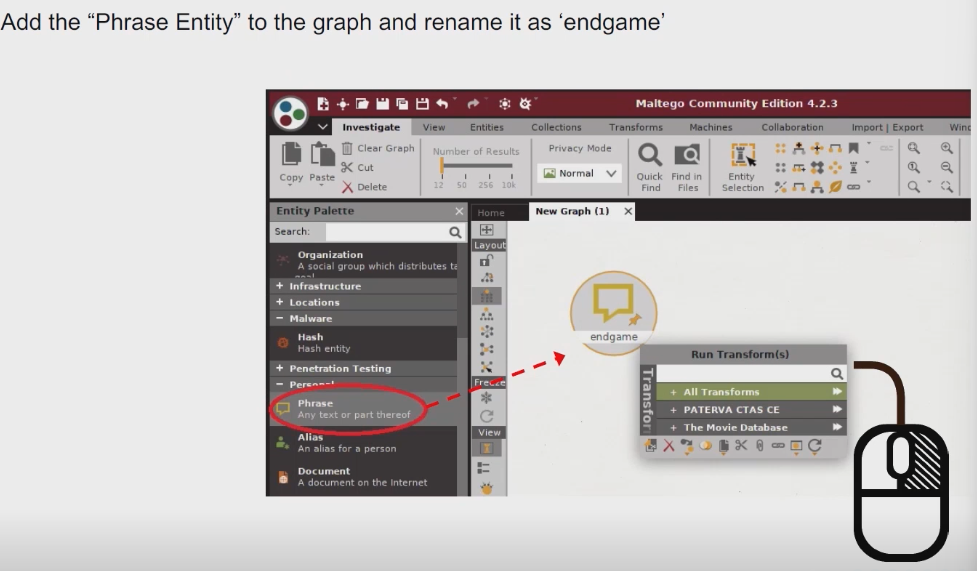 Add the “Phrase Entity” to the graph and rename it as ‘endgame’
Maltego Community Edition 4.2.3
Investigate View Entities Collections Transforms Machines Collaboration Import | Export Wind
Copy Paste
Clear Graph
Cut
Delete
Number of Results
12 50 256 10k
Privacy Mode
Normal
Quick Find
Find in Files
Entity Selection
Entity Palette
Search:
Organization
A social group which distributes ta
goal
+ Infrastructure
+ Locations
− Malware
Hash
Hash entity
+ Penetration Testing
− Personal
Phrase
Any text or part thereof
Alias
An alias for a person
Document
A document on the Internet
Home
New Graph (1)
Layout
Freeze
View
endgame
Run Transform(s)
Transfor
+ All Transforms
+ PATERVA CTAS CE
+ The Movie Database